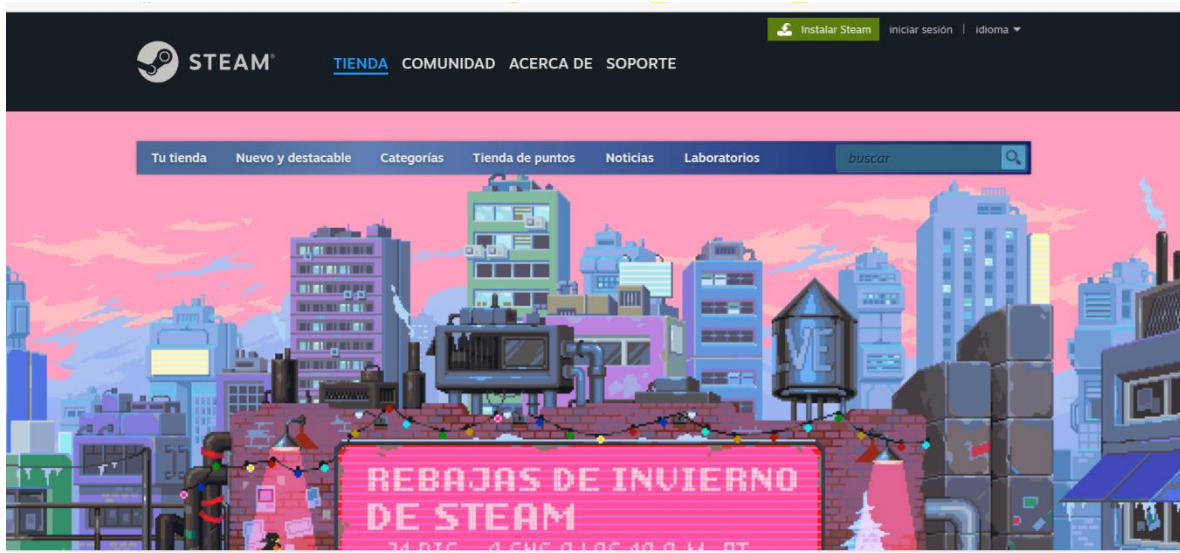 Instalar Steam iniciar sesión | idioma
STEAM®
TIENDA COMUNIDAD ACERCA DE SOPORTE
Tu tienda Nuevo y destacable Categorías Tienda de puntos Noticias Laboratorios buscar
VE
REBAJAS DE INVIERNO
DE STEAM